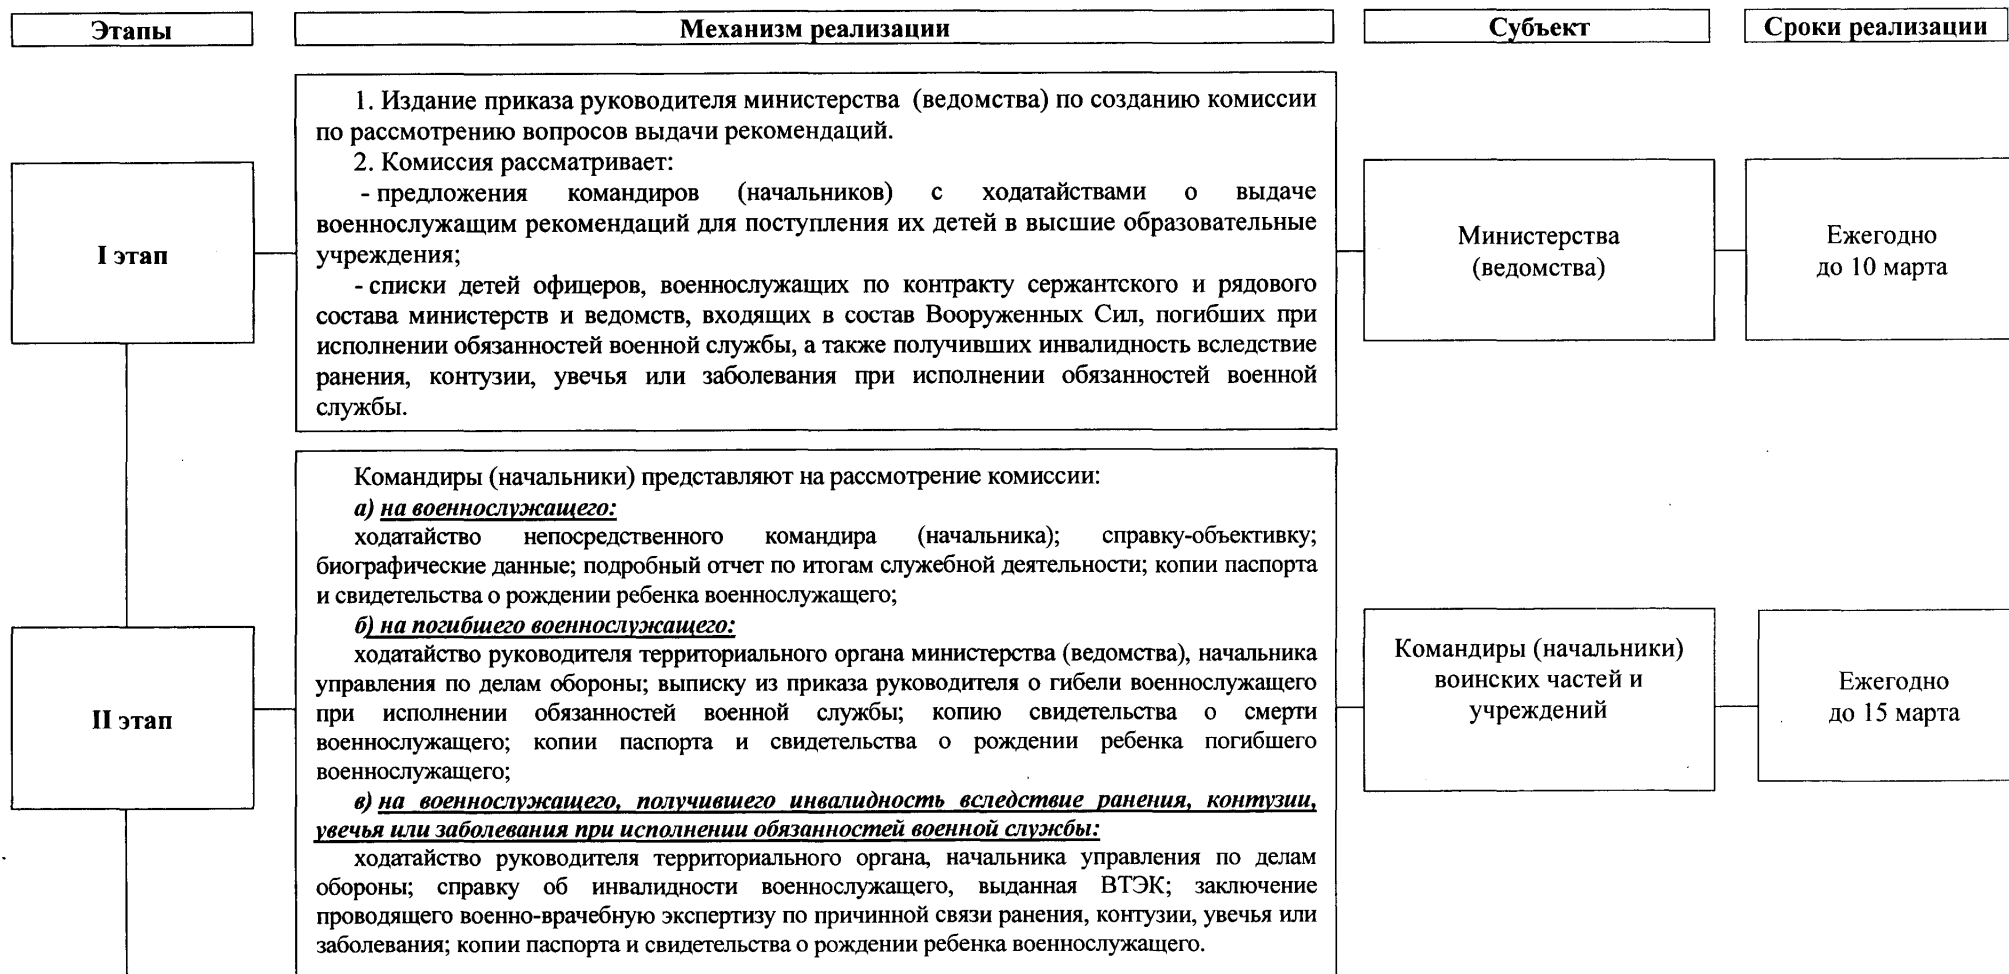 Этапы
Механизм реализации
Субъект
Сроки реализации
I этап
1. Издание приказа руководителя министерства (ведомства) по созданию комиссии
по рассмотрению вопросов выдачи рекомендаций.
2. Комиссия рассматривает:
- предложения командиров (начальников) с ходатайствами о выдаче
военнослужащим рекомендаций для поступления их детей в высшие образовательные
учреждения;
- списки детей офицеров, военнослужащих по контракту сержантского и рядового
состава министерств и ведомств, входящих в состав Вооруженных Сил, погибших при
исполнении обязанностей военной службы, а также получивших инвалидность вследствие
ранения, контузии, увечья или заболевания при исполнении обязанностей военной
службы.
Министерства
(ведомства)
Ежегодно
до 10 марта
II этап
Командиры (начальники) представляют на рассмотрение комиссии:
а) на военнослужащего:
ходатайство непосредственного командира (начальника); справку-объективку;
биографические данные; подробный отчет по итогам служебной деятельности; копии паспорта
и свидетельства о рождении ребенка военнослужащего;
б) на погибшего военнослужащего:
ходатайство руководителя территориального органа министерства (ведомства), начальника
управления по делам обороны; выписку из приказа руководителя о гибели военнослужащего
при исполнении обязанностей военной службы; копию свидетельства о смерти
военнослужащего; копии паспорта и свидетельства о рождении ребенка погибшего
военнослужащего;
в) на военнослужащего, получившего инвалидность вследствие ранения, контузии,
увечья или заболевания при исполнении обязанностей военной службы:
ходатайство руководителя территориального органа, начальника управления по делам
обороны; справку об инвалидности военнослужащего, выданная ВТЭК; заключение
проводящего военно-врачебную экспертизу по причинной связи ранения, контузии, увечья или
заболевания; копии паспорта и свидетельства о рождении ребенка военнослужащего.
Командиры (начальники)
воинских частей и
учреждений
Ежегодно
до 15 марта